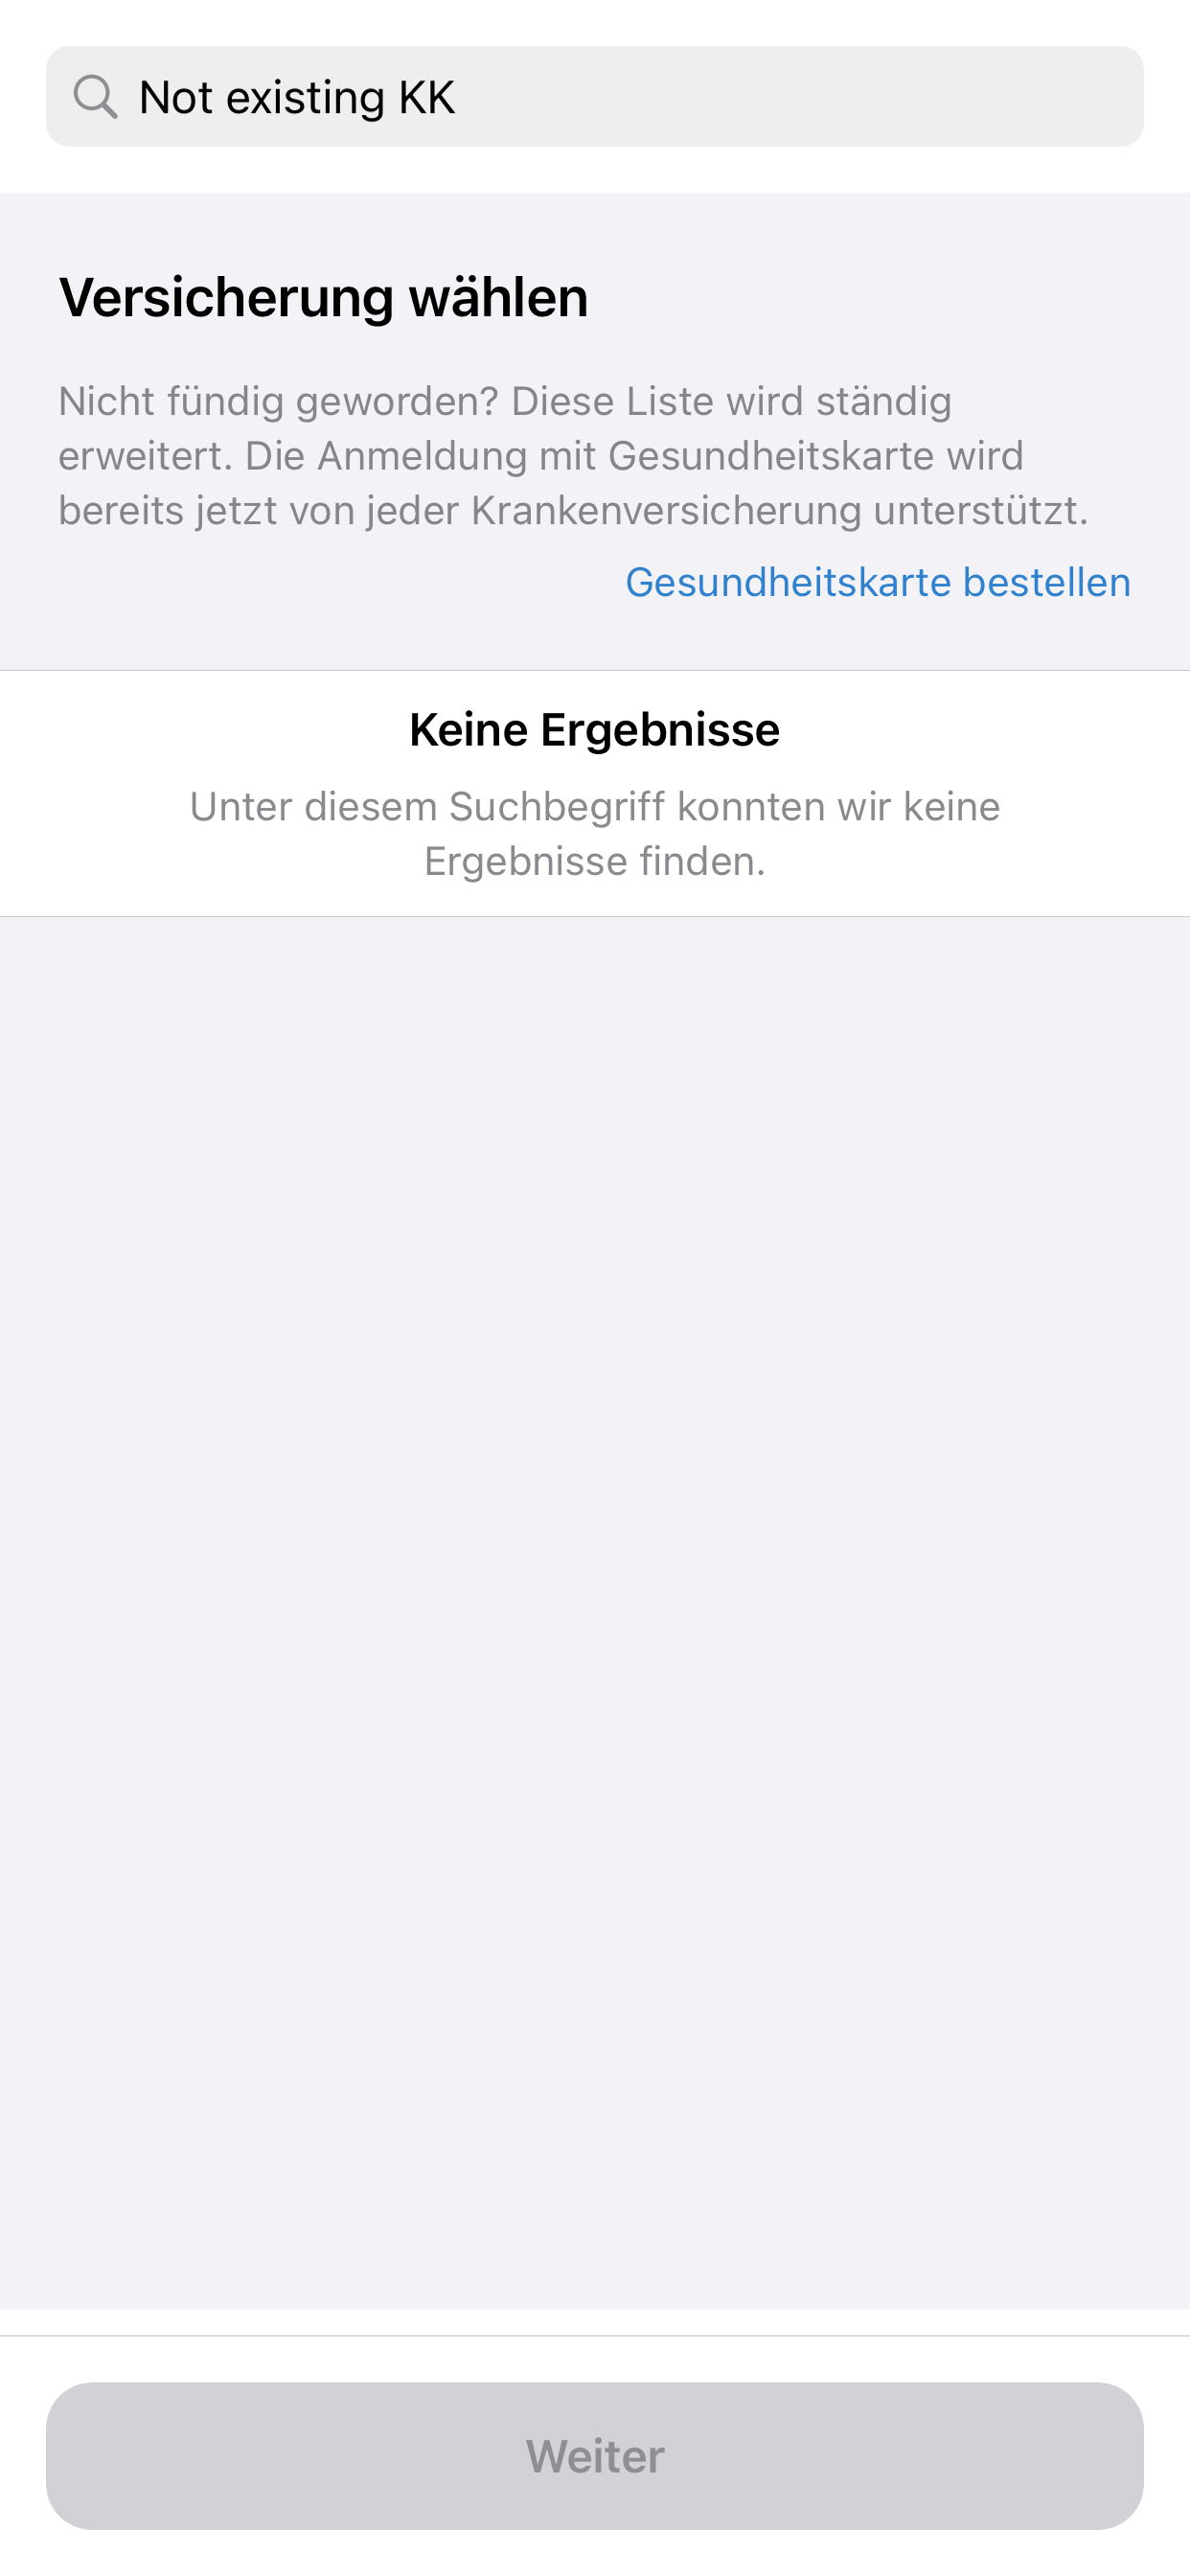 Not existing KK
Versicherung wählen
Nicht fündig geworden? Diese Liste wird ständig
erweitert. Die Anmeldung mit Gesundheitskarte wird
bereits jetzt von jeder Krankenversicherung unterstützt.
Gesundheitskarte bestellen
Keine Ergebnisse
Unter diesem Suchbegriff konnten wir keine
Ergebnisse finden.
Weiter